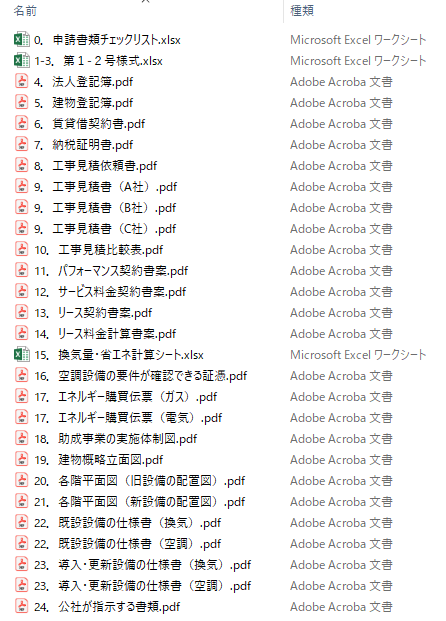 名前 種類
0．申請書類チェックリスト.xlsx Microsoft Excel ワークシート
1-3．第１-２号様式.xlsx Microsoft Excel ワークシート
4．法人登記簿.pdf Adobe Acroba 文書
5．建物登記簿.pdf Adobe Acroba 文書
6．賃貸借契約書.pdf Adobe Acroba 文書
7．納税証明書.pdf Adobe Acroba 文書
8．工事見積依頼書.pdf Adobe Acroba 文書
9．工事見積書（A社）.pdf Adobe Acroba 文書
9．工事見積書（B社）.pdf Adobe Acroba 文書
9．工事見積書（C社）.pdf Adobe Acroba 文書
10．工事見積比較表.pdf Adobe Acroba 文書
11．パフォーマンス契約書案.pdf Adobe Acroba 文書
12．サービス料金契約書案.pdf Adobe Acroba 文書
13．リース契約書案.pdf Adobe Acroba 文書
14．リース料金計算書案.pdf Adobe Acroba 文書
15．換気量・省エネ計算シート.xlsx Microsoft Excel ワークシート
16．空調設備の要件が確認できる証憑.pdf Adobe Acroba 文書
17．エネルギー購買伝票（ガス）.pdf Adobe Acroba 文書
17．エネルギー購買伝票（電気）.pdf Adobe Acroba 文書
18．助成事業の実施体制図.pdf Adobe Acroba 文書
19．建物概略立面図.pdf Adobe Acroba 文書
20．各階平面図（旧設備の配置図）.pdf Adobe Acroba 文書
21．各階平面図（新設備の配置図）.pdf Adobe Acroba 文書
22．既設設備の仕様書（換気）.pdf Adobe Acroba 文書
22．既設設備の仕様書（空調）.pdf Adobe Acroba 文書
23．導入・更新設備の仕様書（換気）.pdf Adobe Acroba 文書
23．導入・更新設備の仕様書（空調）.pdf Adobe Acroba 文書
24．公社が指示する書類.pdf Adobe Acroba 文書